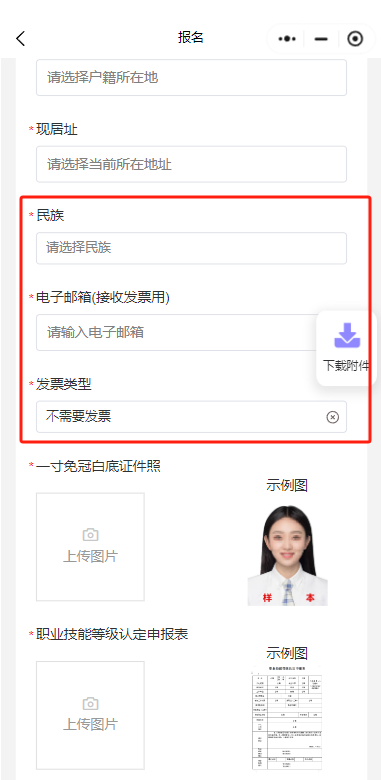 报名
请选择户籍所在地
*现居址
请选择当前所在地址
*民族
请选择民族
*电子邮箱(接收发票用)
请输入电子邮箱
下载附件
*发票类型
不需要发票
*一寸免冠白底证件照
示例图
上传图片
样 本
*职业技能等级认定申报表
示例图
上传图片